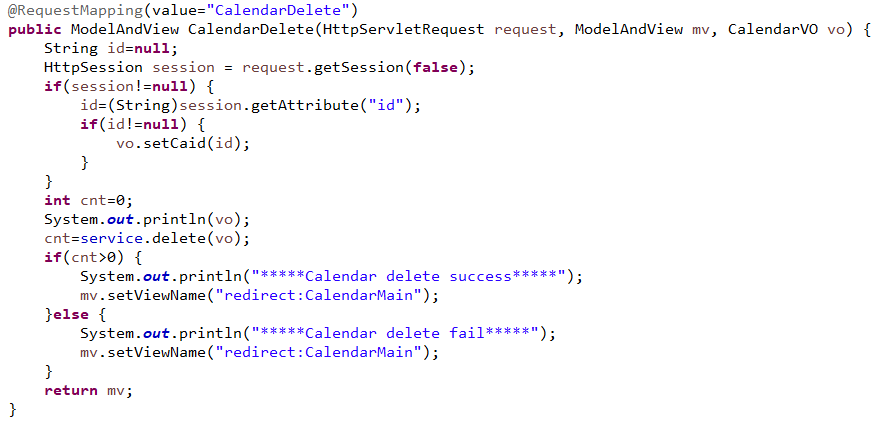 @RequestMapping(value="CalendarDelete")
public ModelAndView CalendarDelete(HttpServletRequest request, ModelAndView mv, CalendarVO vo) {
    String id=null;
    HttpSession session = request.getSession(false);
    if(session!=null) {
        id=(String)session.getAttribute("id");
        if(id!=null) {
            vo.setCaid(id);
        }
    }
    int cnt=0;
    System.out.println(vo);
    cnt=service.delete(vo);
    if(cnt>0) {
        System.out.println("*****Calendar delete success*****");
        mv.setViewName("redirect:CalendarMain");
    }else {
        System.out.println("*****Calendar delete fail*****");
        mv.setViewName("redirect:CalendarMain");
    }
    return mv;
}